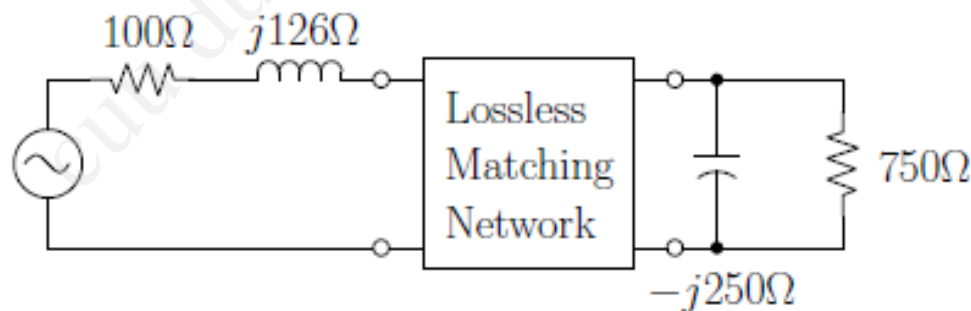 100Ω j126Ω
Lossless
Matching
Network
750Ω
−j250Ω